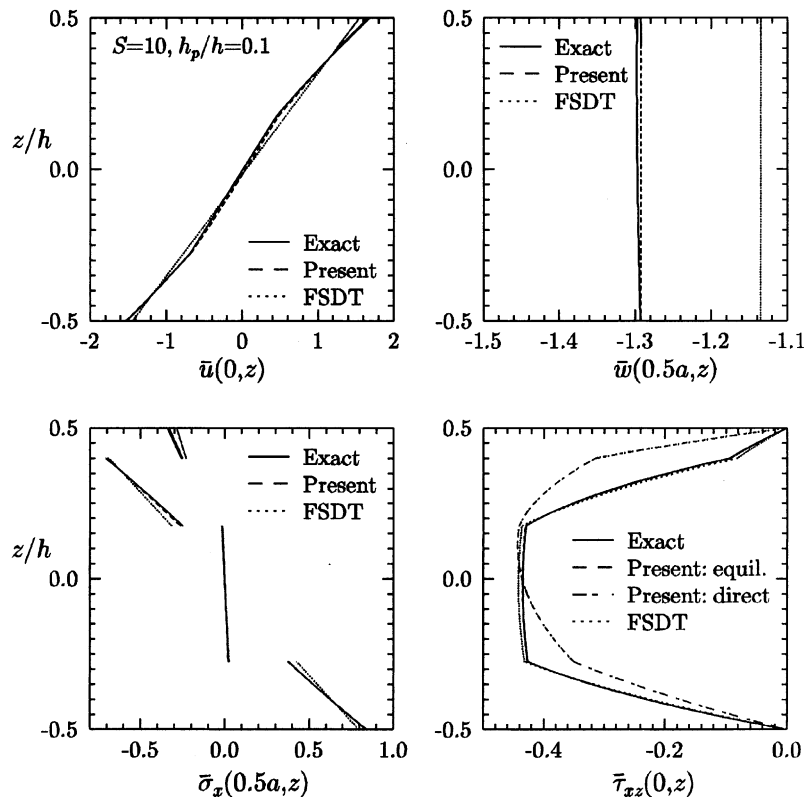 S=10, h_p/h=0.1
z/h
0.5
0.0
-0.5
Exact
Present
FSDT
-2 -1 0 1 2
ū(0,z)
Exact
Present
FSDT
0.5
0.0
-0.5
-1.5 -1.4 -1.3 -1.2 -1.1
w̄(0.5a,z)
z/h
0.5
0.0
-0.5
Exact
Present
FSDT
-0.5 0.0 0.5 1.0
σ̄_x(0.5a,z)
0.5
0.0
-0.5
Exact
Present: equil.
Present: direct
FSDT
-0.4 -0.2 0.0
τ̄_xz(0,z)